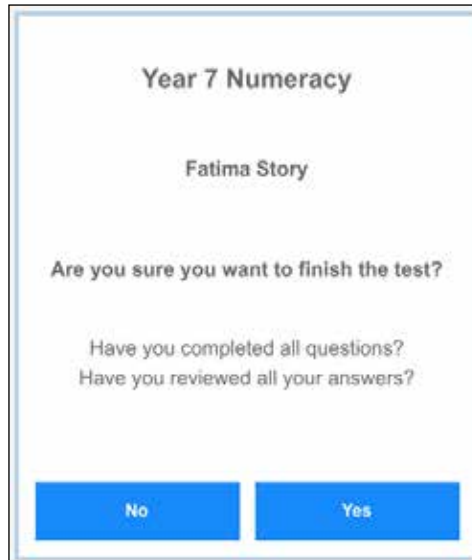 Year 7 Numeracy
Fatima Story
Are you sure you want to finish the test?
Have you completed all questions?
Have you reviewed all your answers?
No
Yes